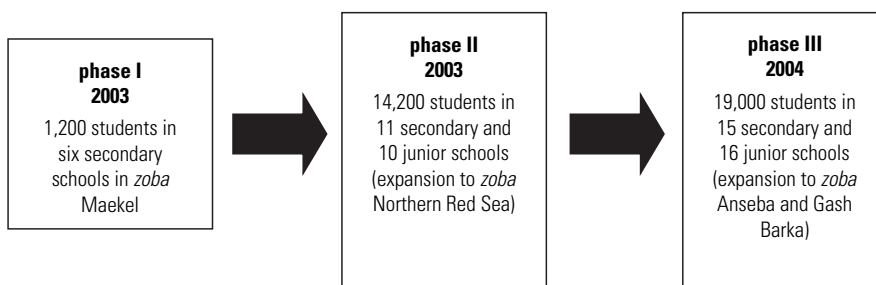 phase I
2003
1,200 students in
six secondary
schools in zoba
Maekel
phase II
2003
14,200 students in
11 secondary and
10 junior schools
(expansion to zoba
Northern Red Sea)
phase III
2004
19,000 students in
15 secondary and
16 junior schools
(expansion to zoba
Anseba and Gash
Barka)